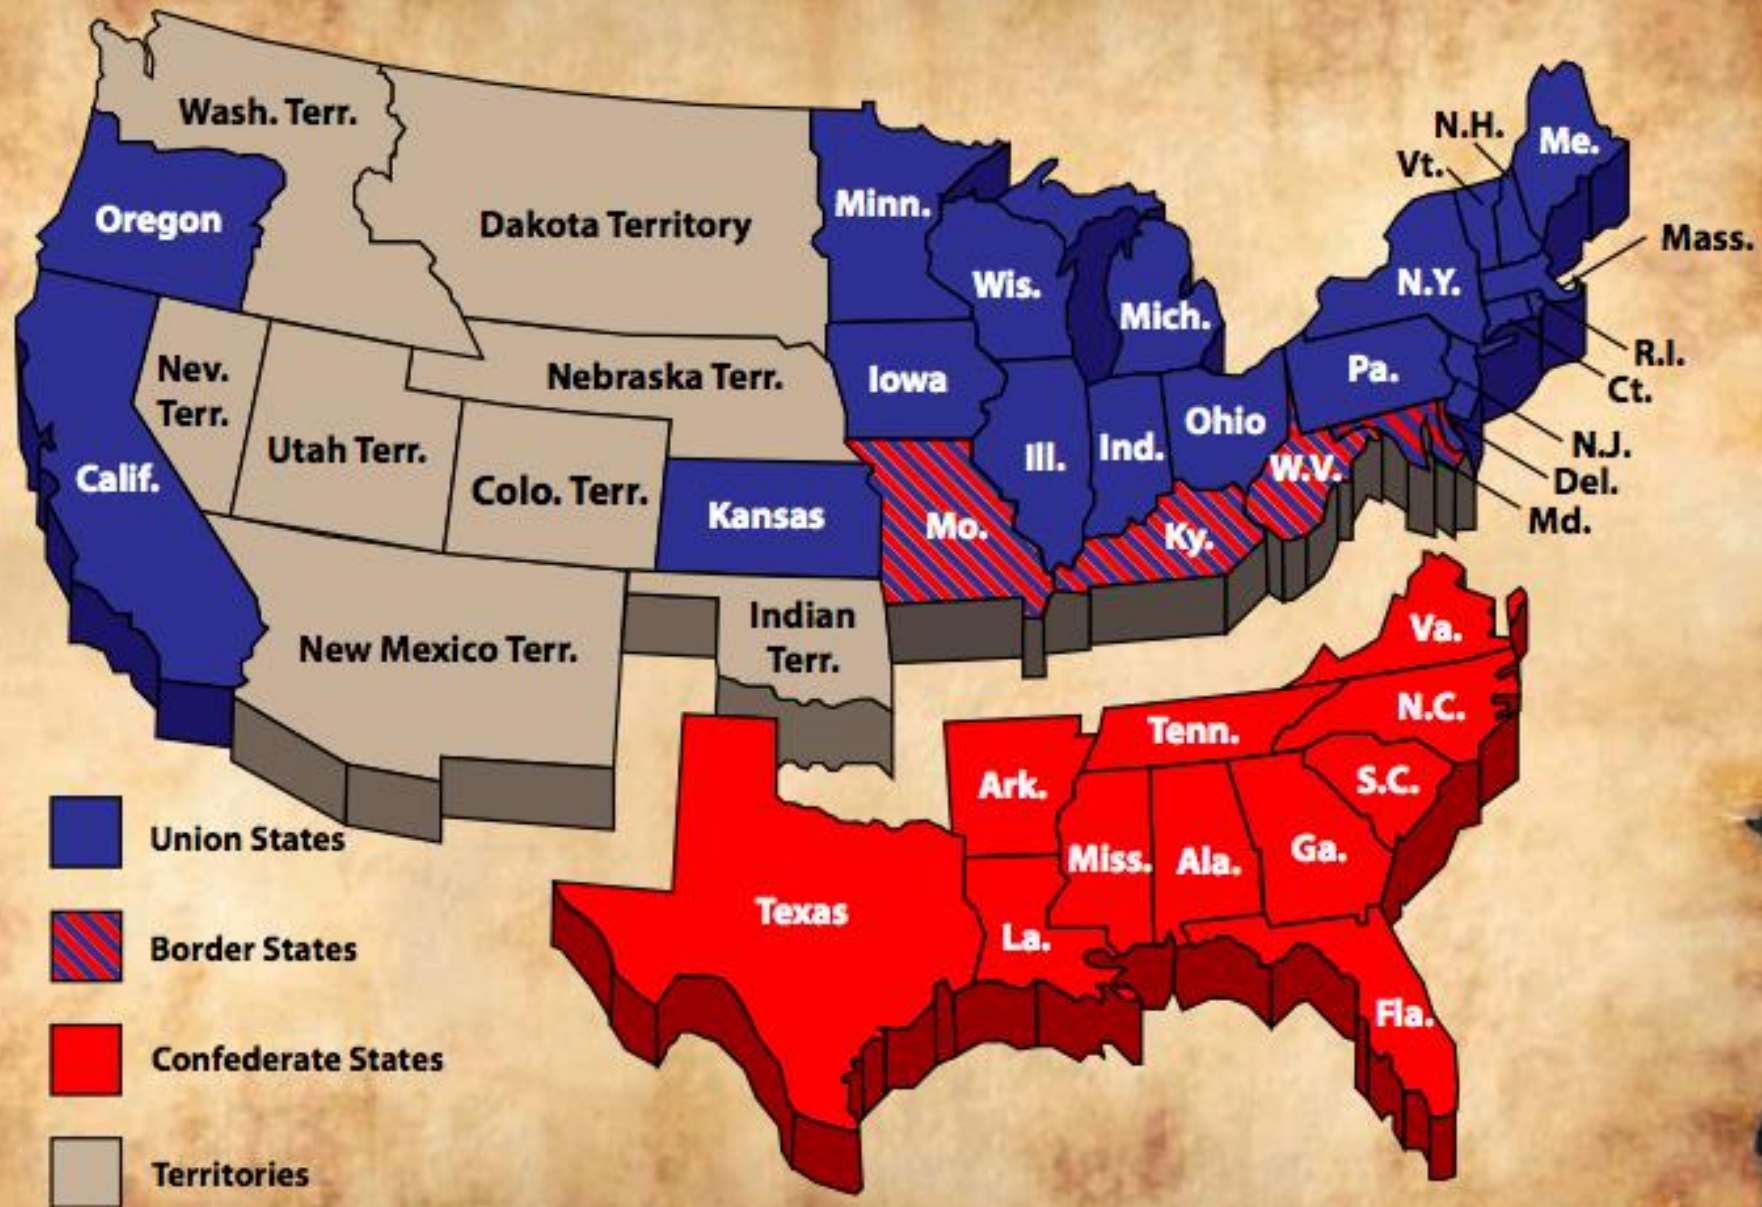 Wash. Terr.
Oregon
Dakota Territory
Minn.
N.H.
Vt.
Me.
Mass.
Wis.
Mich.
N.Y.
R.I.
Ct.
N.J.
Del.
Md.
Nev.
Terr.
Nebraska Terr.
Iowa
Pa.
Utah Terr.
Calif.
Colo. Terr.
Kansas
Ill.
Ind.
Ohio
W.V.
Mo.
Ky.
New Mexico Terr.
Indian
Terr.
Va.
N.C.
Tenn.
S.C.
Ark.
Miss.
Ala.
Ga.
Texas
La.
Fla.
Union States
Border States
Confederate States
Territories